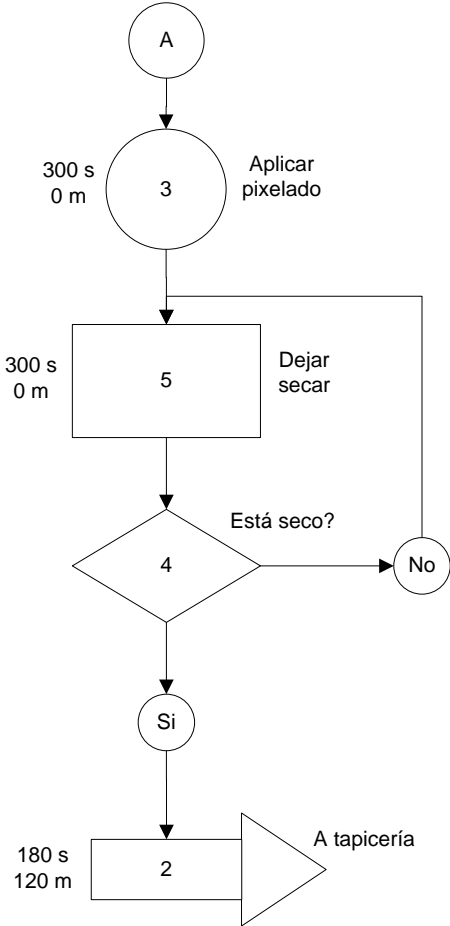 A
300 s
0 m
3
Aplicar
pixelado
300 s
0 m
5
Dejar
secar
Está seco?
4
No
Si
180 s
120 m
2
A tapicería